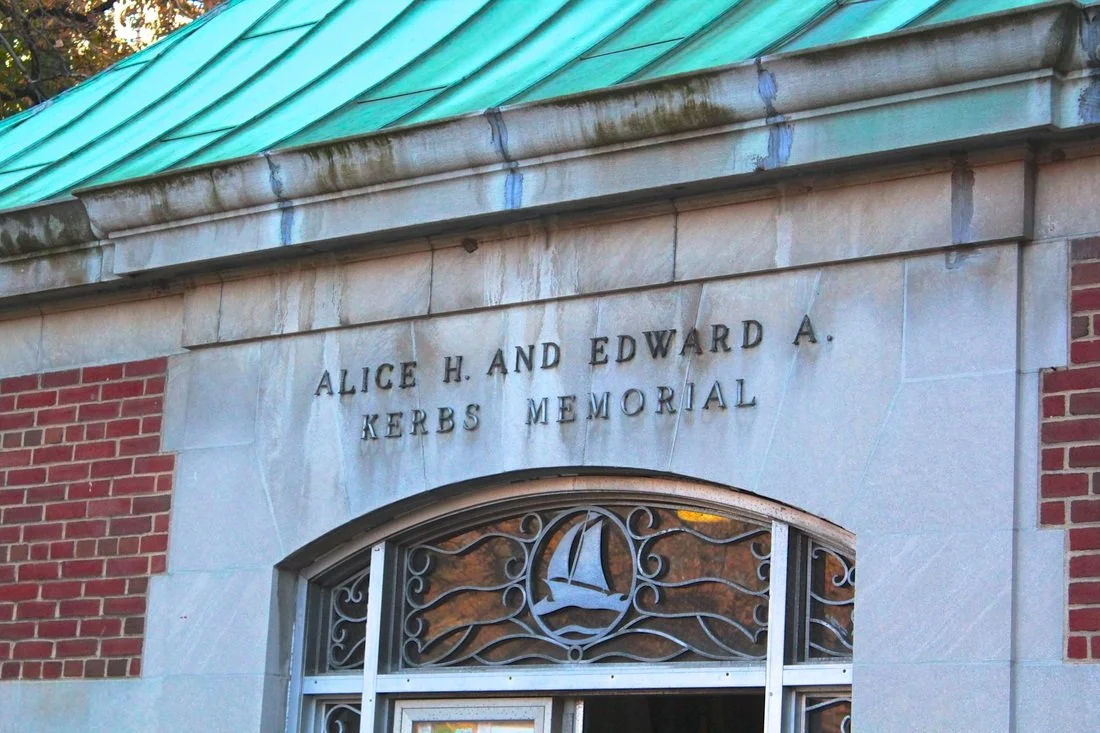 ALICE H. AND EDWARD A.
KERBS MEMORIAL